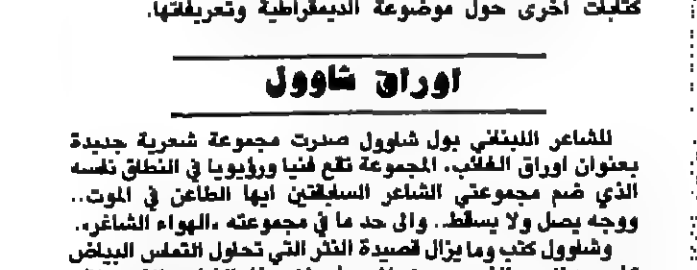 كتابات أخرى حول موضوعة الديمقراطية وتعريفاتها.
اوراق شاوول
للشاعر اللبناني بول شاوول صدرت مجموعة شعرية جديدة
بعنوان اوراق الغائب. المجموعة تقع فنيا ورؤيويا في النطاق نفسه
الذي ضم مجموعتي الشاعر السابقتين ايها الطاعن في الموت..
ووجه يصل ولا يسقط.. والى حد ما في مجموعته «الهواء الشاغر».
وشاوول كتب وما يزال قصيدة النثر التي تحاول التماس البياض